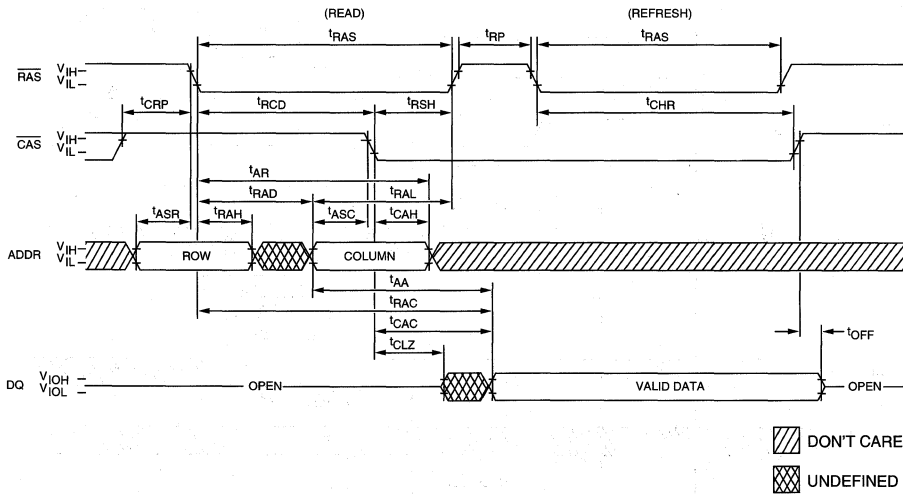 (READ) (REFRESH)
tRAS tRP tRAS
RAS VIH VIL
tCRP tRCD tRSH tCHR
CAS VIH VIL
tAR
tRAD tRAL
tASR tRAH tASC tCAH
ADDR VIH VIL ROW COLUMN
tAA
tRAC
tCAC tOFF
tCLZ
DQ VIOH VIOL OPEN VALID DATA OPEN
DON'T CARE
UNDEFINED